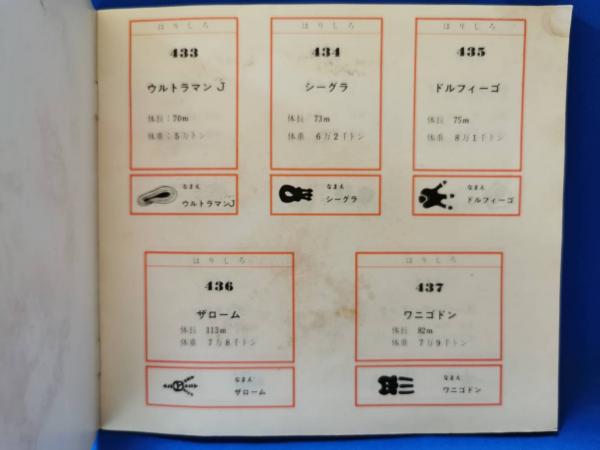 はりしろ
433
ウルトラマンJ
体長:70m
体重:5万トン
なまえ
ウルトラマンJ
はりしろ
434
シーグラ
体長 73m
体重 6万2千トン
なまえ
シーグラ
はりしろ
435
ドルフィーゴ
体長 75m
体重 8万1千トン
なまえ
ドルフィーゴ
はりしろ
436
ザローム
体長 113m
体重 7万8千トン
なまえ
ザローム
はりしろ
437
ワニゴドン
体長 82m
体重 7万9千トン
なまえ
ワニゴドン